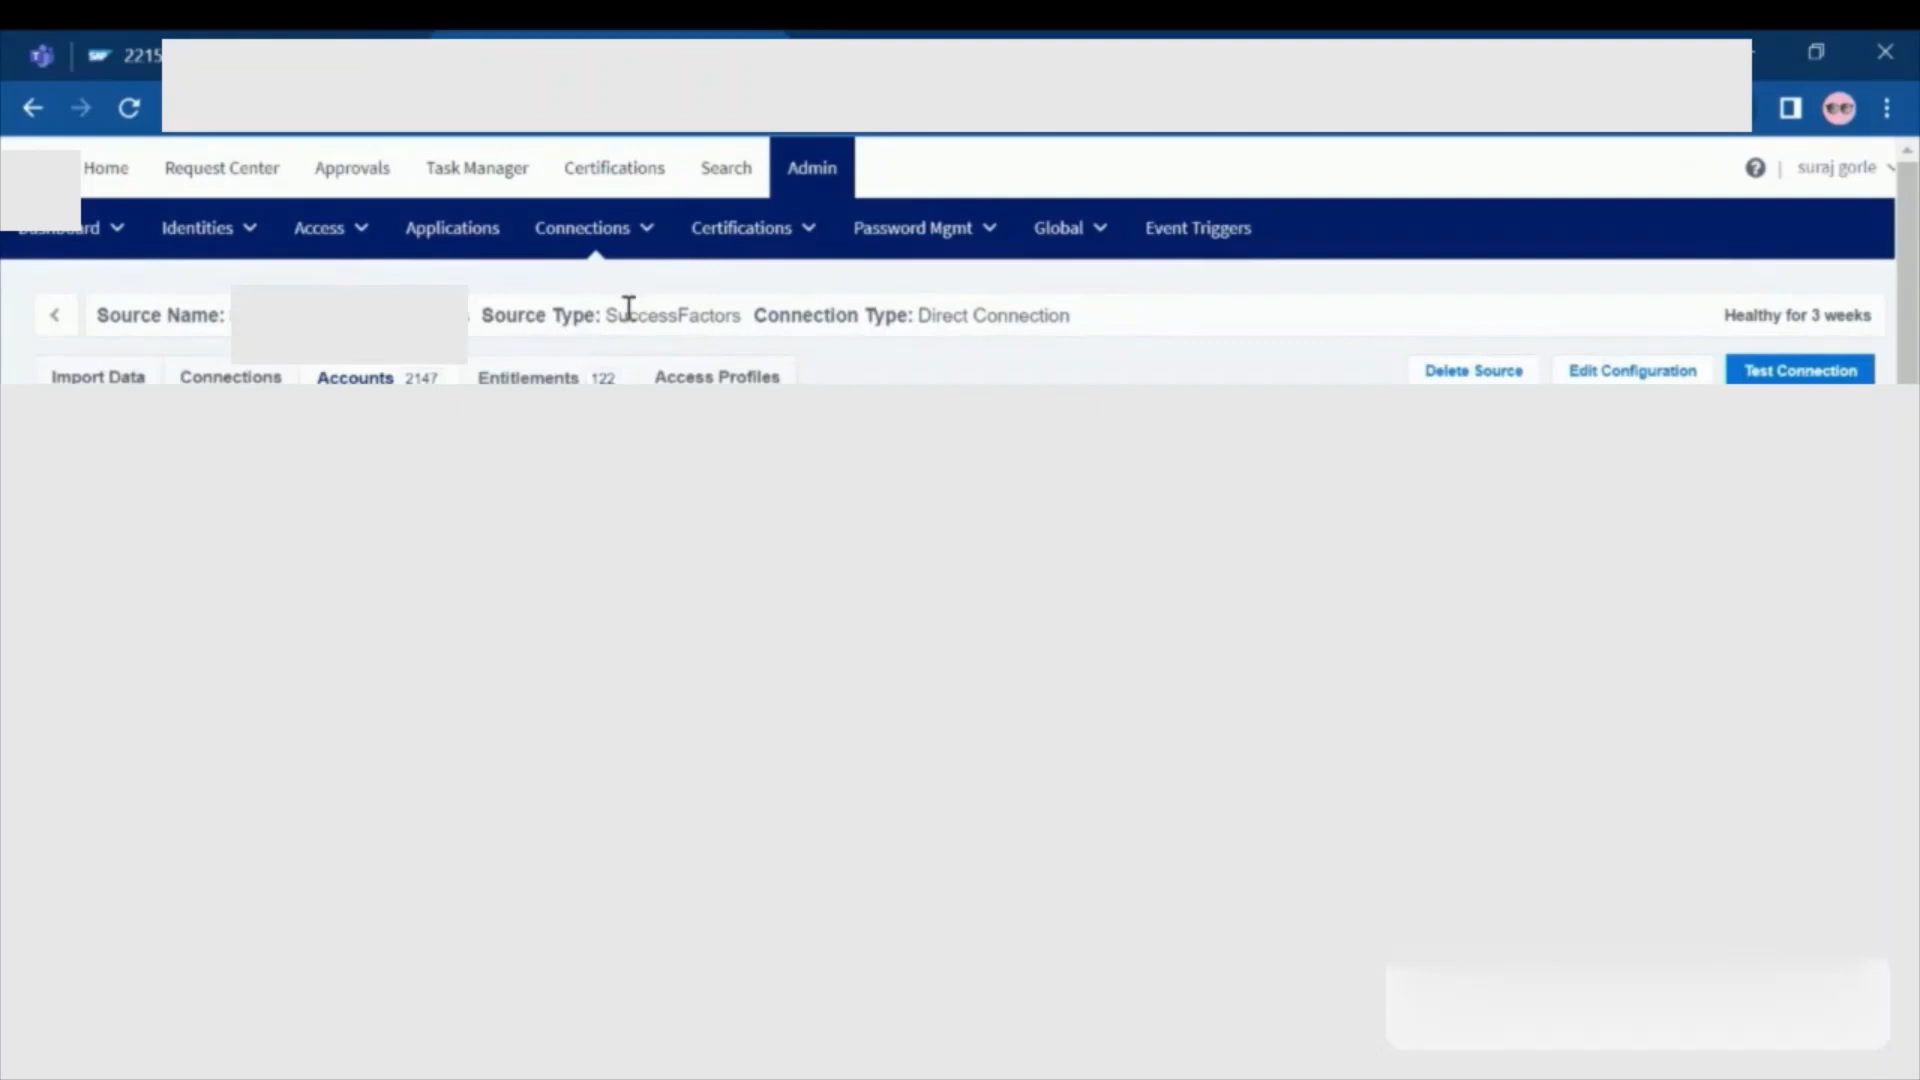 SAP 2215
Home Request Center Approvals Task Manager Certifications Search Admin ? | suraj gorle
Identities Access Applications Connections Certifications Password Mgmt Global Event Triggers
Source Name: Source Type: SuccessFactors Connection Type: Direct Connection Healthy for 3 weeks
Import Data Connections Accounts 2147 Entitlements 122 Access Profiles Delete Source Edit Configuration Test Connection